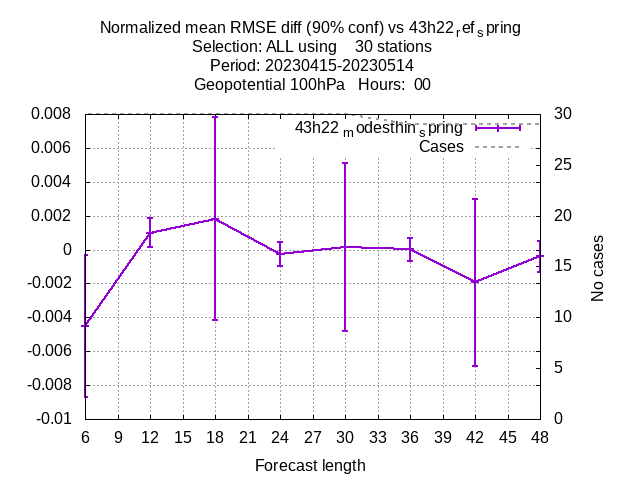 Normalized mean RMSE diff (90% conf) vs 43h22refspring
Selection: ALL using 30 stations
Period: 20230415-20230514
Geopotential 100hPa Hours: 00
0.008 30
43h22modesthinspring
0.006
Cases
25
0.004
0.002 20
0
15
-0.002
-0.004 10
-0.006
5
-0.008
-0.01 0
No cases
6 9 12 15 18 21 24 27 30 33 36 39 42 45 48
Forecast length